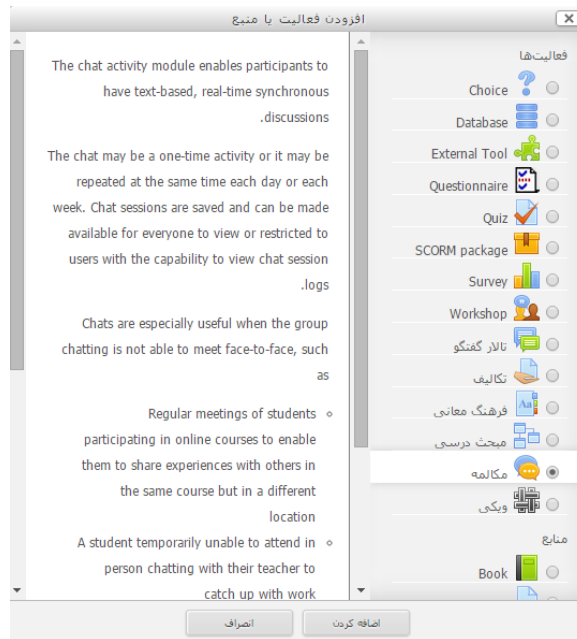 افزودن فعالیت یا منبع
فعالیت‌ها
Choice
Database
External Tool
Questionnaire
Quiz
SCORM package
Survey
Workshop
تالار گفتگو
تکالیف
فرهنگ معانی
مبحث درسی
مکالمه
ویکی
منابع
Book
The chat activity module enables participants to
have text-based, real-time synchronous
.discussions
The chat may be a one-time activity or it may be
repeated at the same time each day or each
week. Chat sessions are saved and can be made
available for everyone to view or restricted to
users with the capability to view chat session
.logs
Chats are especially useful when the group
chatting is not able to meet face-to-face, such
as
Regular meetings of students
participating in online courses to enable
them to share experiences with others in
the same course but in a different
location
A student temporarily unable to attend in
person chatting with their teacher to
catch up with work
اضافه کردن
انصراف